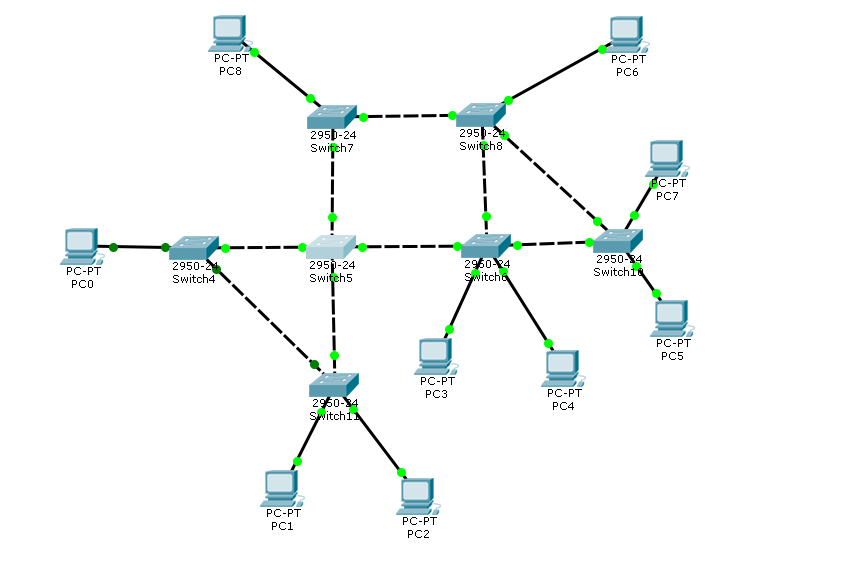 PC-PT
PC8
PC-PT
PC6
2950-24
Switch7
2950-24
Switch8
PC-PT
PC7
PC-PT
PC0
2950-24
Switch4
2950-24
Switch5
2950-24
Switch6
2950-24
Switch10
PC-PT
PC5
PC-PT
PC3
PC-PT
PC4
2950-24
Switch11
PC-PT
PC1
PC-PT
PC2